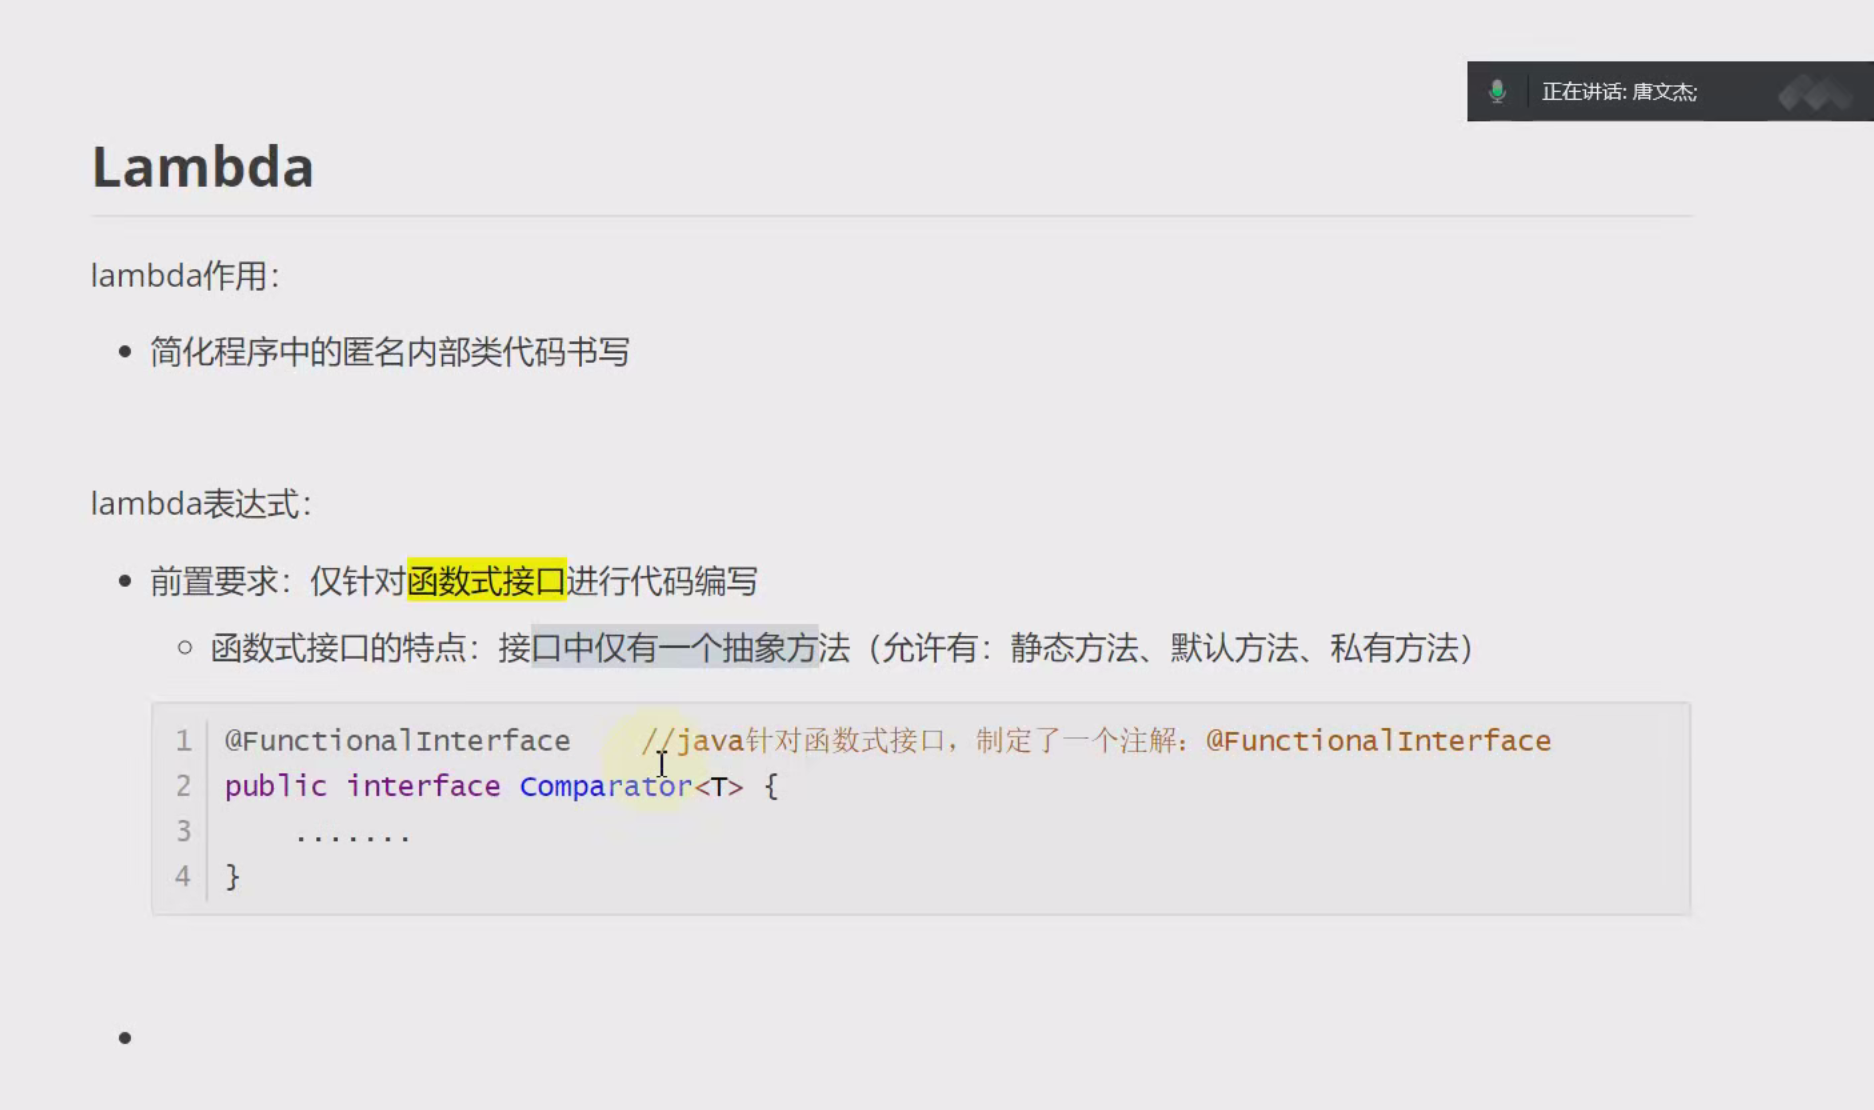 正在讲话: 唐文杰;
Lambda
lambda作用：
简化程序中的匿名内部类代码书写
lambda表达式：
前置要求：仅针对函数式接口进行代码编写
函数式接口的特点：接口中仅有一个抽象方法（允许有：静态方法、默认方法、私有方法）
1 @FunctionalInterface //java针对函数式接口，制定了一个注解：@FunctionalInterface
2 public interface Comparator<T> {
3 .......
4 }